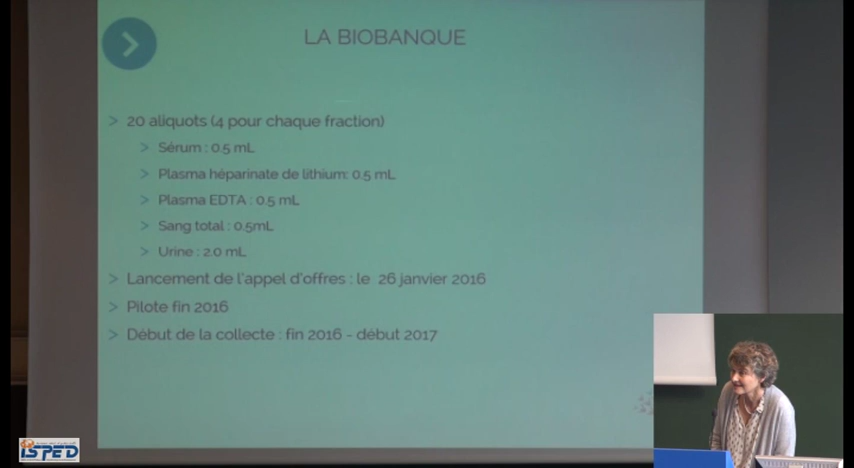 LA BIOBANQUE
> 20 aliquots (4 pour chaque fraction)
> Sérum : 0.5 mL
> Plasma héparinate de lithium: 0.5 mL
> Plasma EDTA : 0.5 mL
> Sang total : 0.5mL
> Urine : 2.0 mL
> Lancement de l'appel d'offres : le 26 janvier 2016
> Pilote fin 2016
> Début de la collecte : fin 2016 - début 2017
ISPED